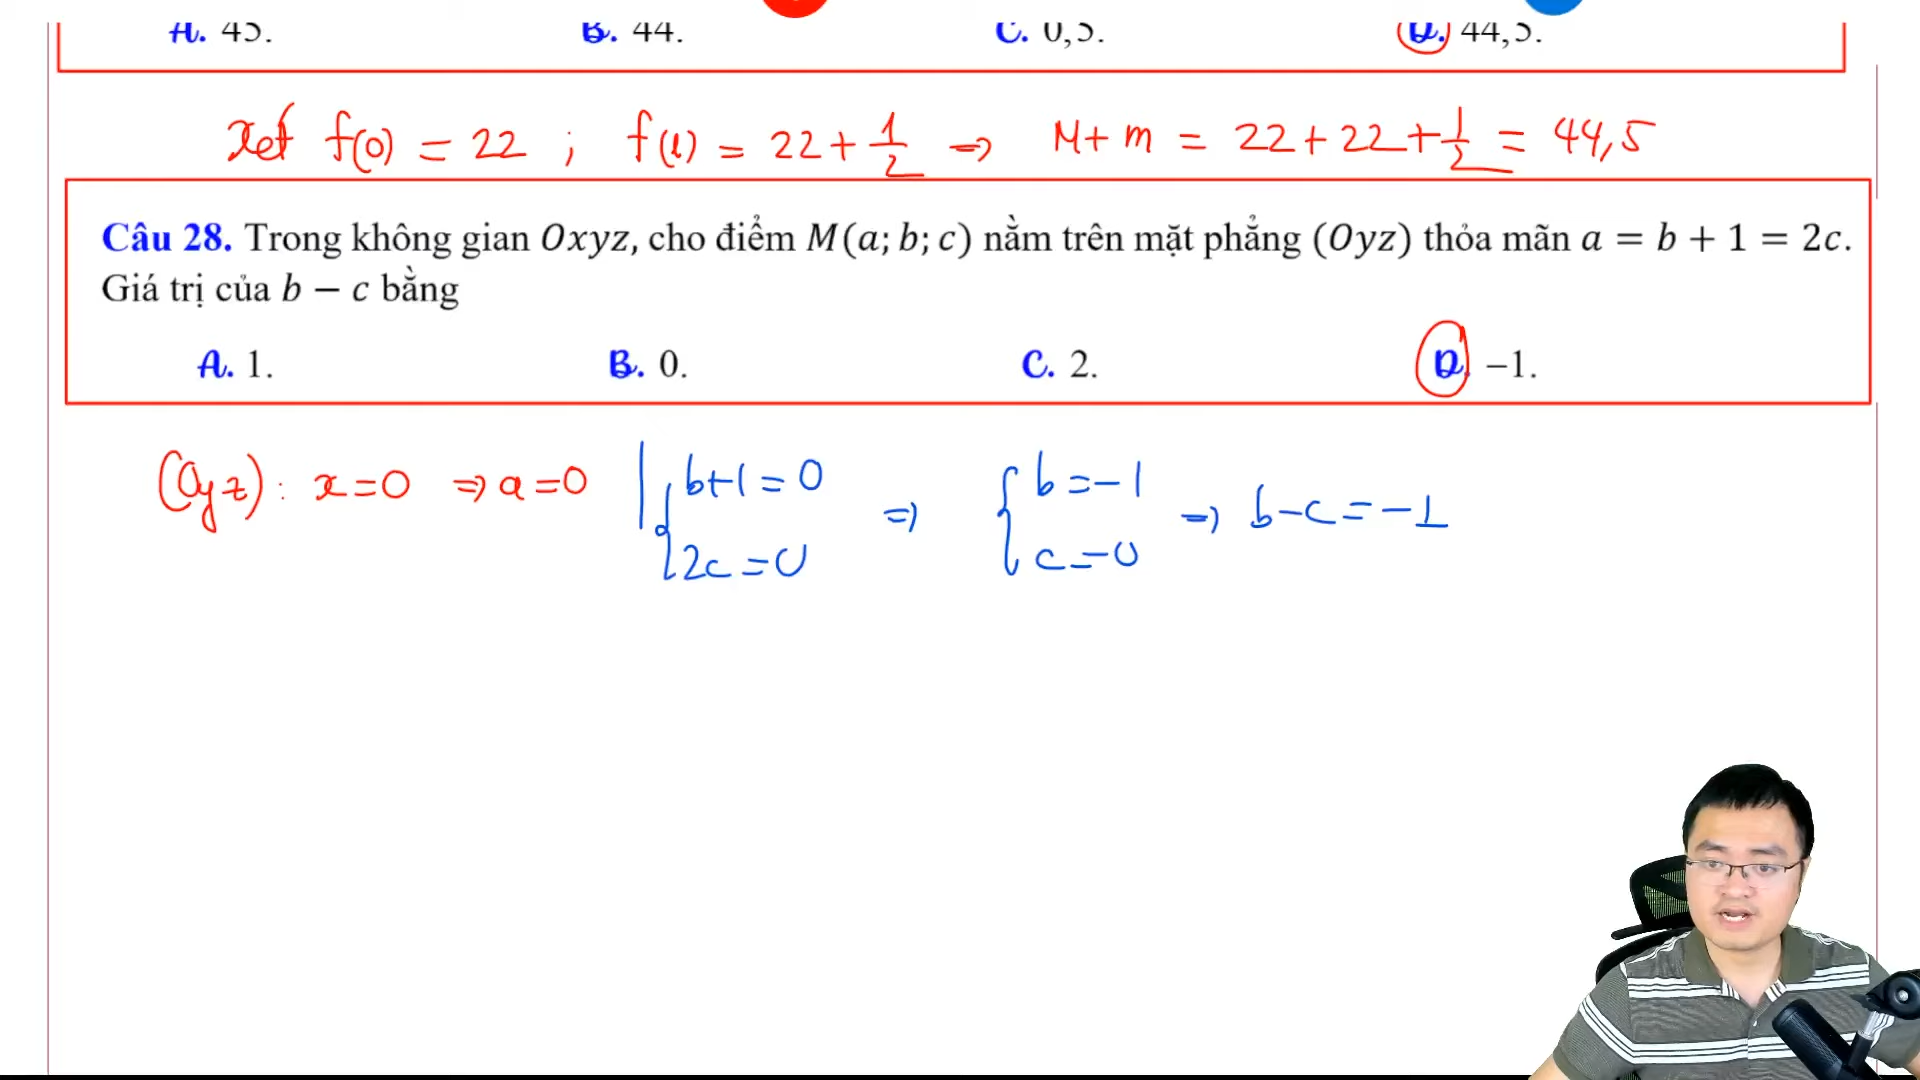 A. 45. B. 44. C. 0,5. D. 44,5.
xét f(0) = 22 ; f(1) = 22 + 1/2 ⇒ M + m = 22 + 22 + 1/2 = 44,5
Câu 28. Trong không gian Oxyz, cho điểm M(a; b; c) nằm trên mặt phẳng (Oyz) thỏa mãn a = b + 1 = 2c.
Giá trị của b − c bằng
A. 1. B. 0. C. 2. D. −1.
(Oyz): x = 0 ⇒ a = 0 | { b+1 = 0 ⇒ { b = −1 ⇒ b − c = −1
2c = 0 c = 0